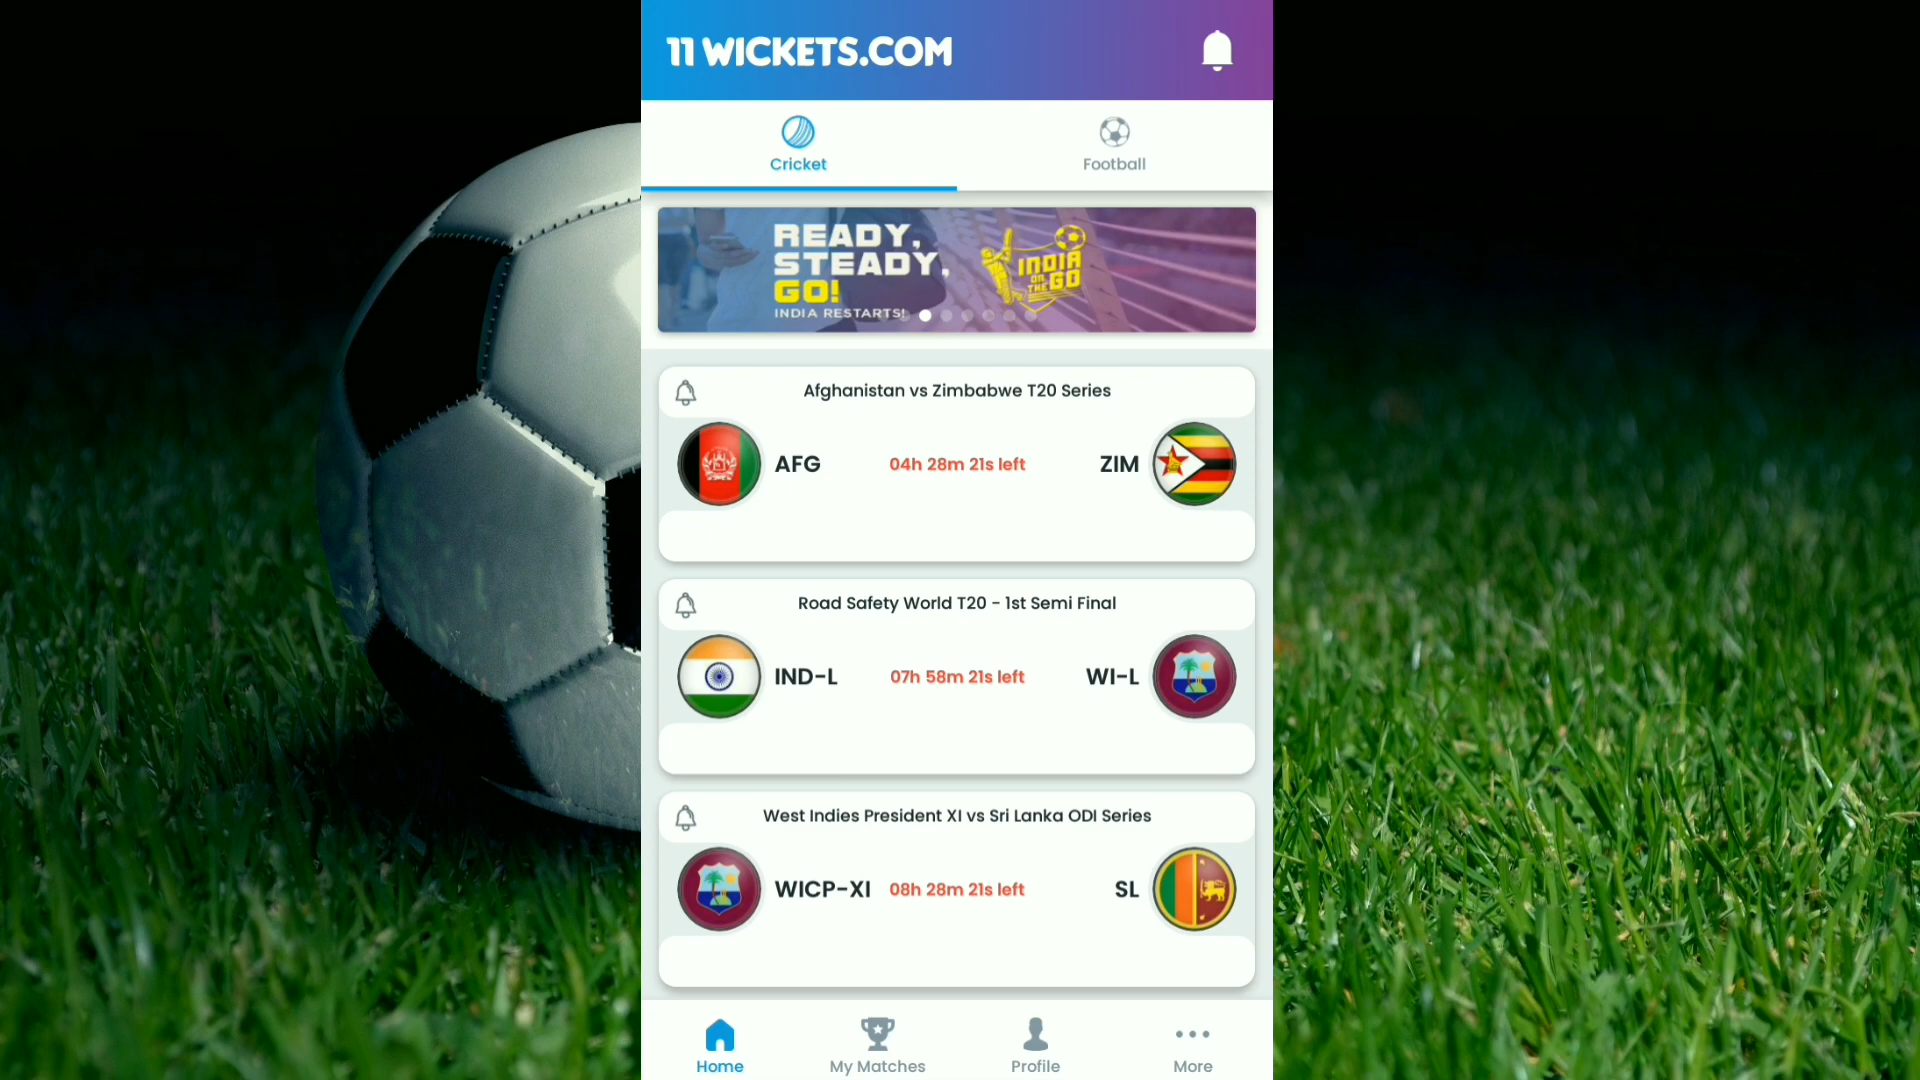 11 WICKETS.COM
Cricket
Football
READY,
STEADY,
GO!
INDIA RESTARTS!
INDIA
ON
THE
GO
Afghanistan vs Zimbabwe T20 Series
AFG
04h 28m 21s left
ZIM
Road Safety World T20 - 1st Semi Final
IND-L
07h 58m 21s left
WI-L
West Indies President XI vs Sri Lanka ODI Series
WICP-XI
08h 28m 21s left
SL
Home
My Matches
Profile
More